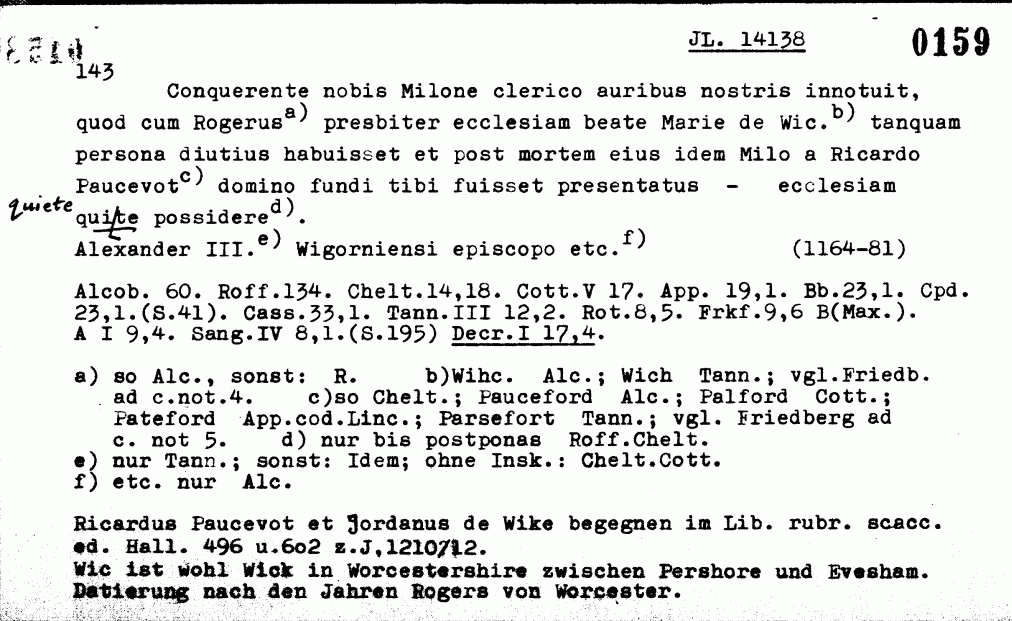 JL. 14138 0159
143
Conquerente nobis Milone clerico auribus nostris innotuit,
quod cum Rogerus a) presbiter ecclesiam beate Marie de Wic. b) tanquam
persona diutius habuisset et post mortem eius idem Milo a Ricardo
Paucevot c) domino fundi tibi fuisset presentatus - ecclesiam
quiete quite possidere d).
Alexander III. e) Wigorniensi episcopo etc. f) (1164-81)
Alcob. 60. Roff.134. Chelt.14,18. Cott.V 17. App. 19,1. Bb.23,1. Cpd.
23,1.(S.41). Cass.33,1. Tann.III 12,2. Rot.8,5. Frkf.9,6 B(Max.).
A I 9,4. Sang.IV 8,1.(S.195) Decr.I 17,4.
a) so Alc., sonst: R. b)Wihc. Alc.; Wich Tann.; vgl.Friedb.
ad c.not.4. c)so Chelt.; Pauceford Alc.; Palford Cott.;
Pateford App.cod.Linc.; Parsefort Tann.; vgl. Friedberg ad
c. not 5. d) nur bis postponas Roff.Chelt.
e) nur Tann.; sonst: Idem; ohne Insk.: Chelt.Cott.
f) etc. nur Alc.
Ricardus Paucevot et Jordanus de Wike begegnen im Lib. rubr. scacc.
ed. Hall. 496 u.6o2 z.J,1210/12.
Wic ist wohl Wick in Worcestershire zwischen Pershore und Evesham.
Datierung nach den Jahren Rogers von Worcester.